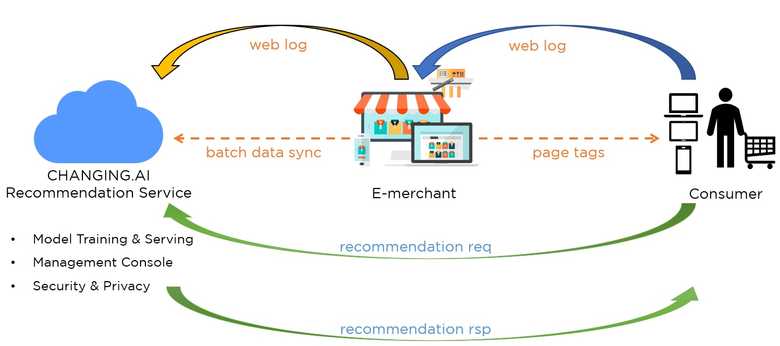 web log
web log
batch data sync
page tags
CHANGING.AI
Recommendation Service
E-merchant
Consumer
• Model Training & Serving
• Management Console
• Security & Privacy
recommendation req
recommendation rsp